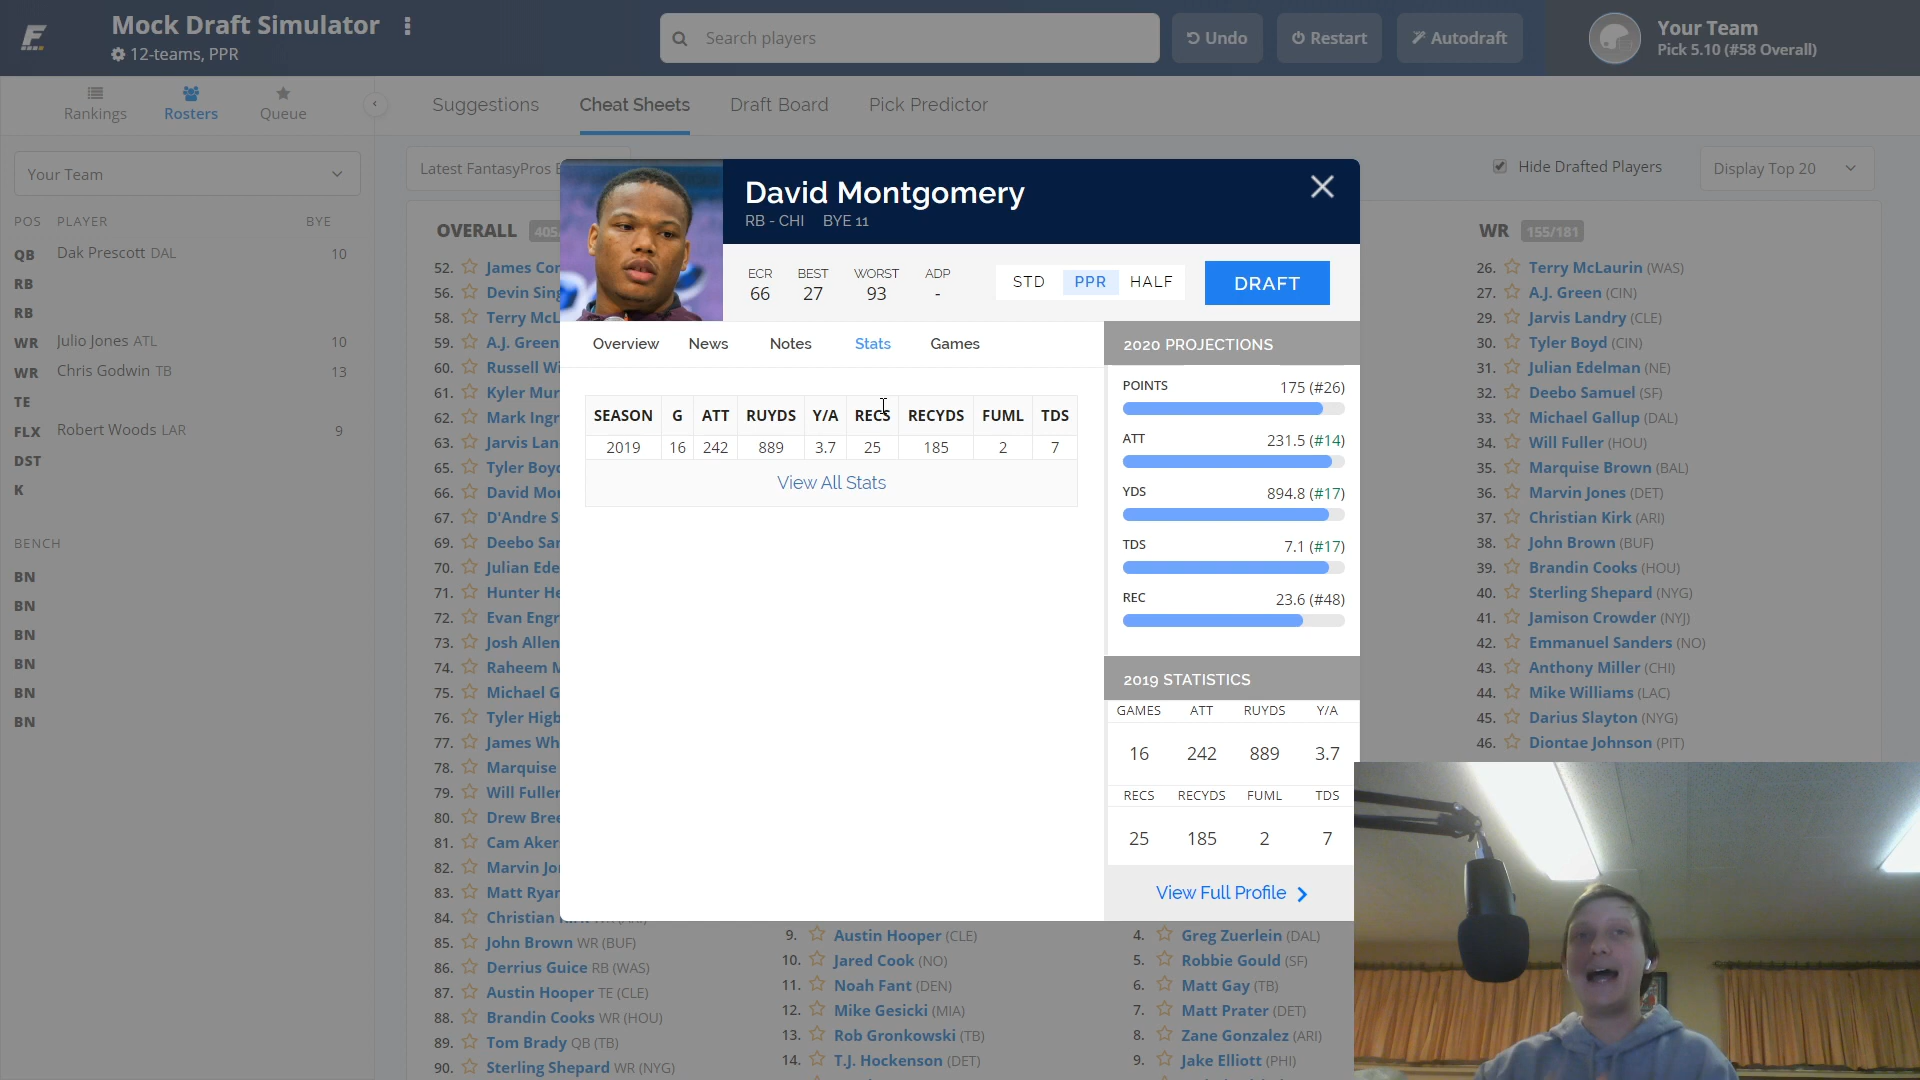 Mock Draft Simulator
12-teams, PPR
Search players
Undo
Restart
Autodraft
Your Team
Pick 5.10 (#58 Overall)
Rankings
Rosters
Queue
Suggestions
Cheat Sheets
Draft Board
Pick Predictor
Your Team
POS PLAYER BYE
QB Dak Prescott DAL 10
RB
RB
WR Julio Jones ATL 10
WR Chris Godwin TB 13
TE
FLX Robert Woods LAR 9
DST
K
BENCH
BN
BN
BN
BN
BN
BN
Latest FantasyPros
Hide Drafted Players
Display Top 20
OVERALL 405
52. James Con
56. Devin Sing
58. Terry McL
59. A.J. Green
60. Russell Wi
61. Kyler Mur
62. Mark Ingr
63. Jarvis Lan
65. Tyler Boyd
66. David Mon
67. D'Andre S
69. Deebo Sam
70. Julian Ede
71. Hunter He
72. Evan Engr
73. Josh Allen
74. Raheem M
75. Michael G
76. Tyler Higb
77. James Wh
78. Marquise
79. Will Fuller
80. Drew Bree
81. Cam Aker
82. Marvin Jo
83. Matt Ryan
84. Christian
85. John Brown WR (BUF)
86. Derrius Guice RB (WAS)
87. Austin Hooper TE (CLE)
88. Brandin Cooks WR (HOU)
89. Tom Brady QB (TB)
90. Sterling Shepard WR (NYG)
David Montgomery
RB - CHI BYE 11
ECR BEST WORST ADP
66 27 93 -
STD PPR HALF
DRAFT
Overview News Notes Stats Games
SEASON G ATT RUYDS Y/A RECS RECYDS FUML TDS
2019 16 242 889 3.7 25 185 2 7
View All Stats
2020 PROJECTIONS
POINTS 175 (#26)
ATT 231.5 (#14)
YDS 894.8 (#17)
TDS 7.1 (#17)
REC 23.6 (#48)
2019 STATISTICS
GAMES ATT RUYDS Y/A
16 242 889 3.7
RECS RECYDS FUML TDS
25 185 2 7
View Full Profile
9. Austin Hooper (CLE)
10. Jared Cook (NO)
11. Noah Fant (DEN)
12. Mike Gesicki (MIA)
13. Rob Gronkowski (TB)
14. T.J. Hockenson (DET)
4. Greg Zuerlein (DAL)
5. Robbie Gould (SF)
6. Matt Gay (TB)
7. Matt Prater (DET)
8. Zane Gonzalez (ARI)
9. Jake Elliott (PHI)
WR 155/181
26. Terry McLaurin (WAS)
27. A.J. Green (CIN)
29. Jarvis Landry (CLE)
30. Tyler Boyd (CIN)
31. Julian Edelman (NE)
32. Deebo Samuel (SF)
33. Michael Gallup (DAL)
34. Will Fuller (HOU)
35. Marquise Brown (BAL)
36. Marvin Jones (DET)
37. Christian Kirk (ARI)
38. John Brown (BUF)
39. Brandin Cooks (HOU)
40. Sterling Shepard (NYG)
41. Jamison Crowder (NYJ)
42. Emmanuel Sanders (NO)
43. Anthony Miller (CHI)
44. Mike Williams (LAC)
45. Darius Slayton (NYG)
46. Diontae Johnson (PIT)